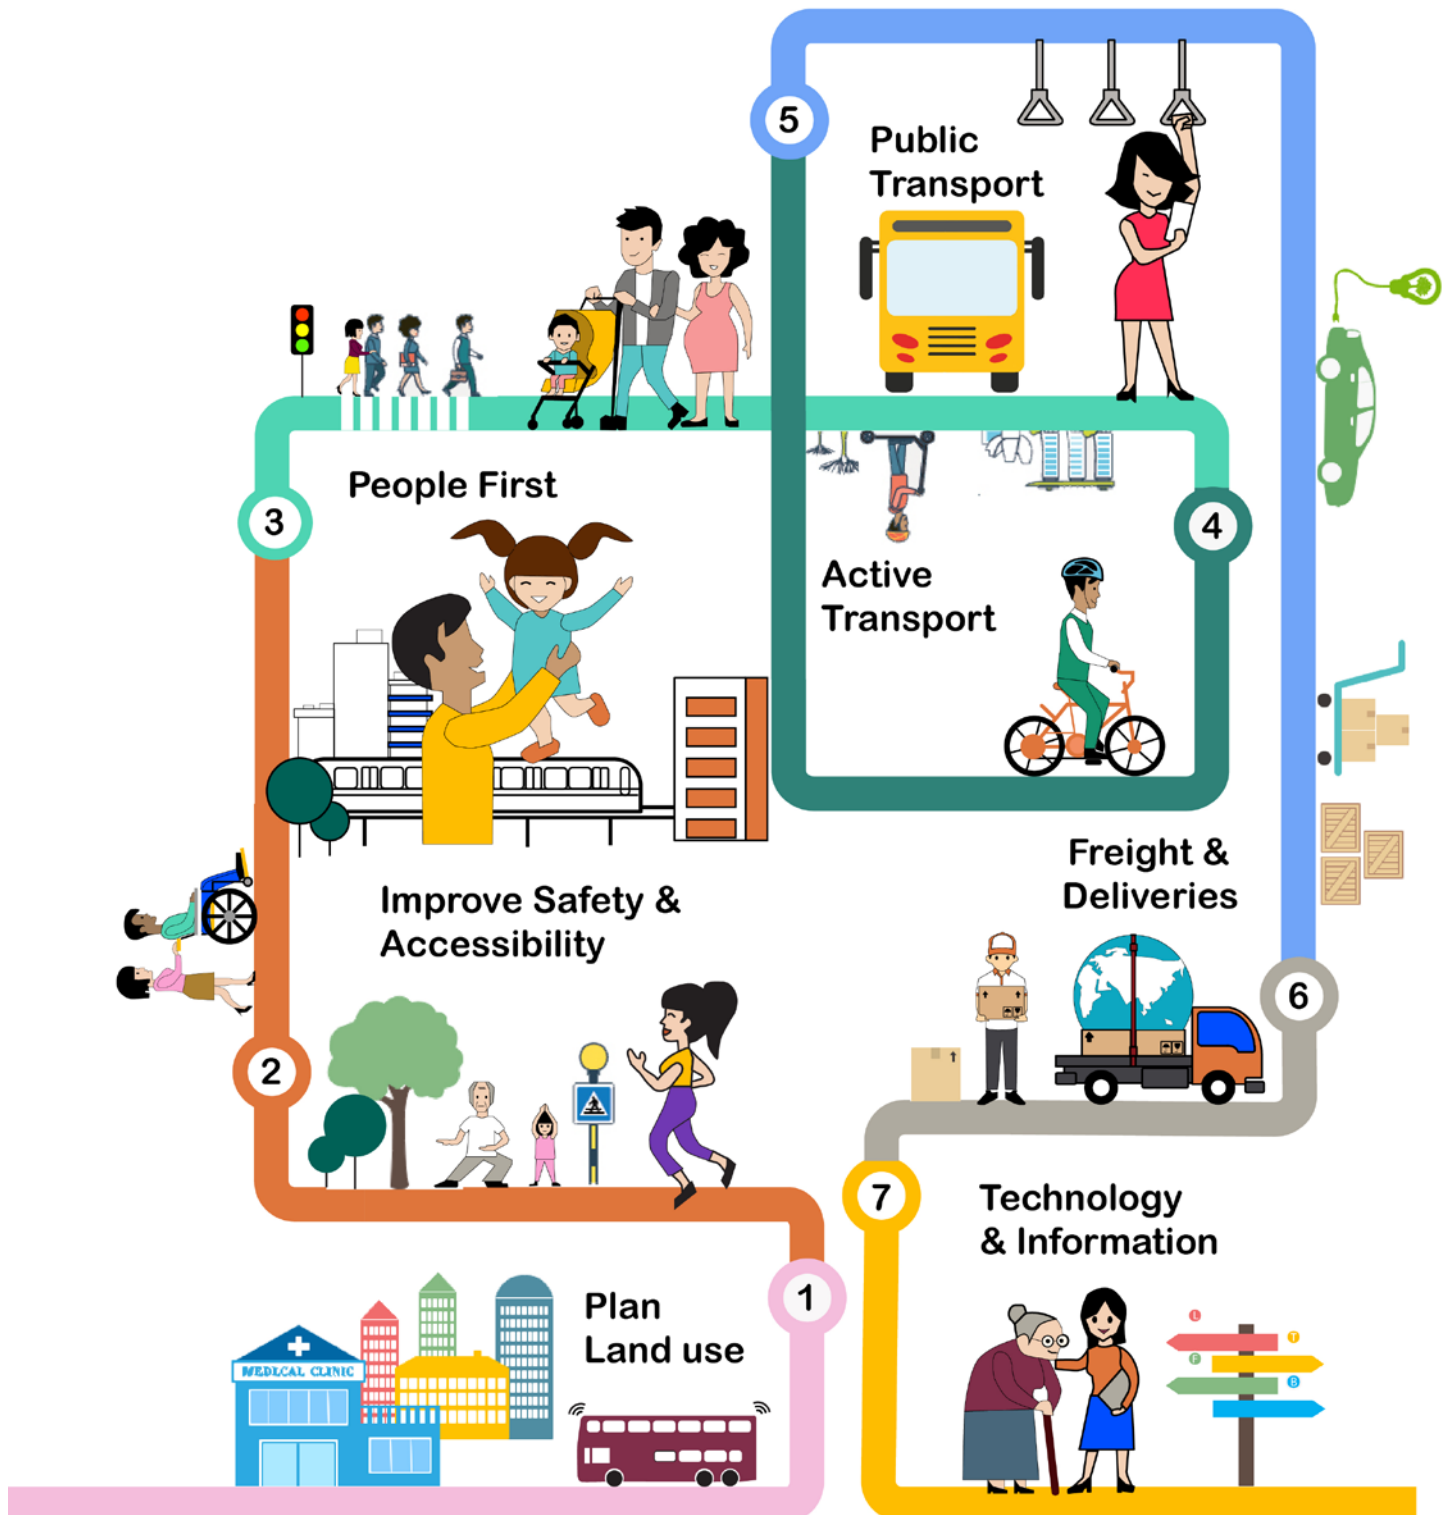 5
Public
Transport
People First
3
4
Active
Transport
Freight &
Deliveries
Improve Safety &
Accessibility
6
2
7
Technology
& Information
1
Plan
Land use
MEDLCAL CLINIC
L
T
F
B